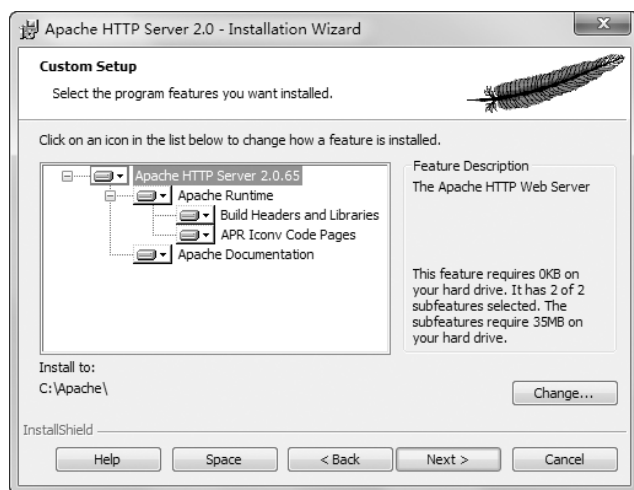 Apache HTTP Server 2.0 - Installation Wizard
Custom Setup
Select the program features you want installed.
Click on an icon in the list below to change how a feature is installed.
Apache HTTP Server 2.0.65
Apache Runtime
Build Headers and Libraries
APR Iconv Code Pages
Apache Documentation
Feature Description
The Apache HTTP Web Server
This feature requires 0KB on
your hard drive. It has 2 of 2
subfeatures selected. The
subfeatures require 35MB on
your hard drive.
Install to:
C:\Apache\
Change...
InstallShield
Help
Space
< Back
Next >
Cancel